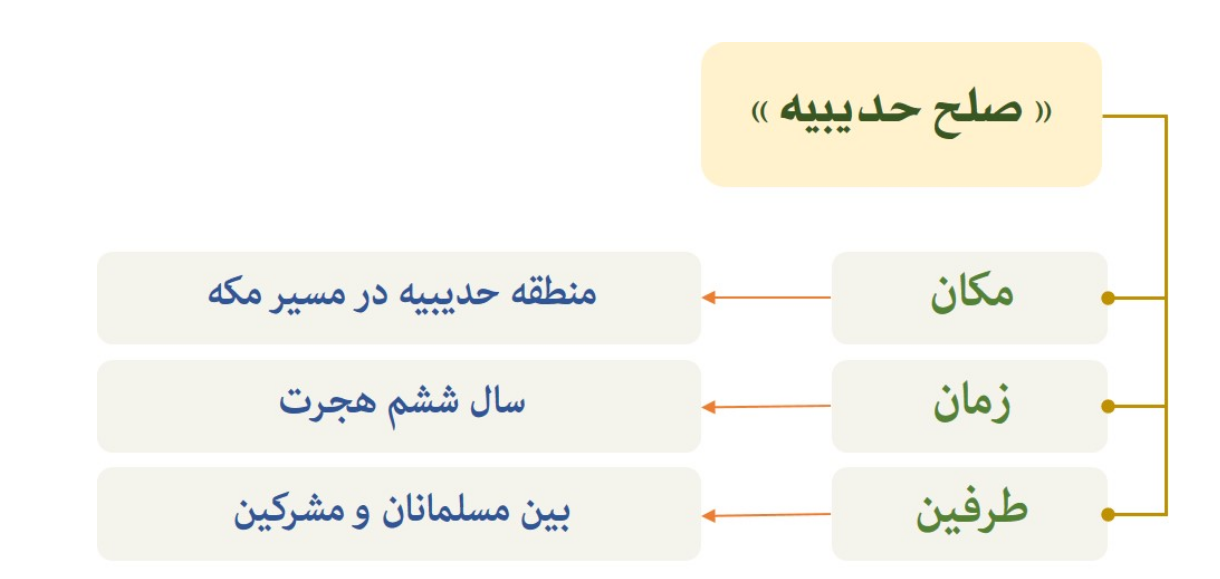 (( صلح حدیبیه ))
مکان
منطقه حدیبیه در مسیر مکه
زمان
سال ششم هجرت
طرفین
بین مسلمانان و مشرکین